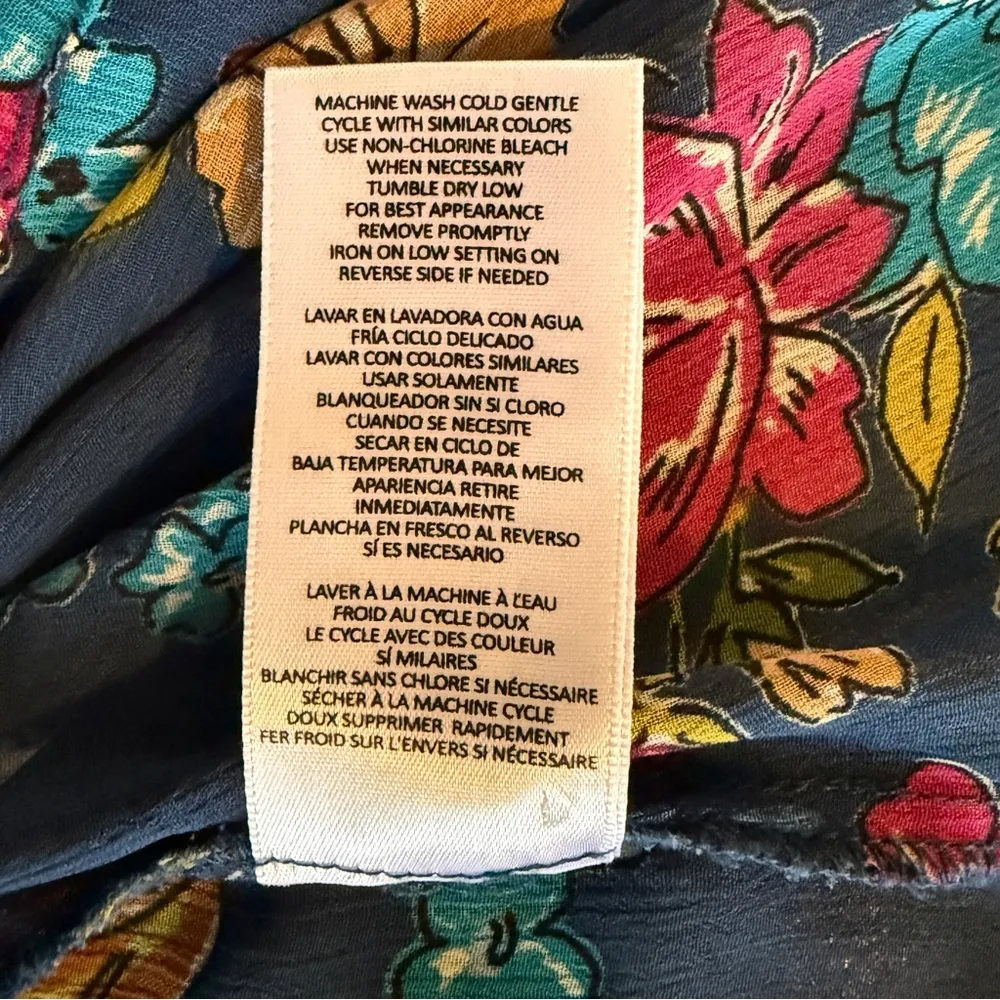 MACHINE WASH COLD GENTLE
CYCLE WITH SIMILAR COLORS
USE NON-CHLORINE BLEACH
WHEN NECESSARY
TUMBLE DRY LOW
FOR BEST APPEARANCE
REMOVE PROMPTLY
IRON ON LOW SETTING ON
REVERSE SIDE IF NEEDED
LAVAR EN LAVADORA CON AGUA
FRÍA CICLO DELICADO
LAVAR CON COLORES SIMILARES
USAR SOLAMENTE
BLANQUEADOR SIN SI CLORO
CUANDO SE NECESITE
SECAR EN CICLO DE
BAJA TEMPERATURA PARA MEJOR
APARIENCIA RETIRE
INMEDIATAMENTE
PLANCHA EN FRESCO AL REVERSO
SÍ ES NECESARIO
LAVER À LA MACHINE À L'EAU
FROID AU CYCLE DOUX
LE CYCLE AVEC DES COULEUR
SÍ MILAIRES
BLANCHIR SANS CHLORE SI NÉCESSAIRE
SÉCHER À LA MACHINE CYCLE
DOUX SUPPRIMER RAPIDEMENT
FER FROID SUR L'ENVERS SI NÉCESSAIRE